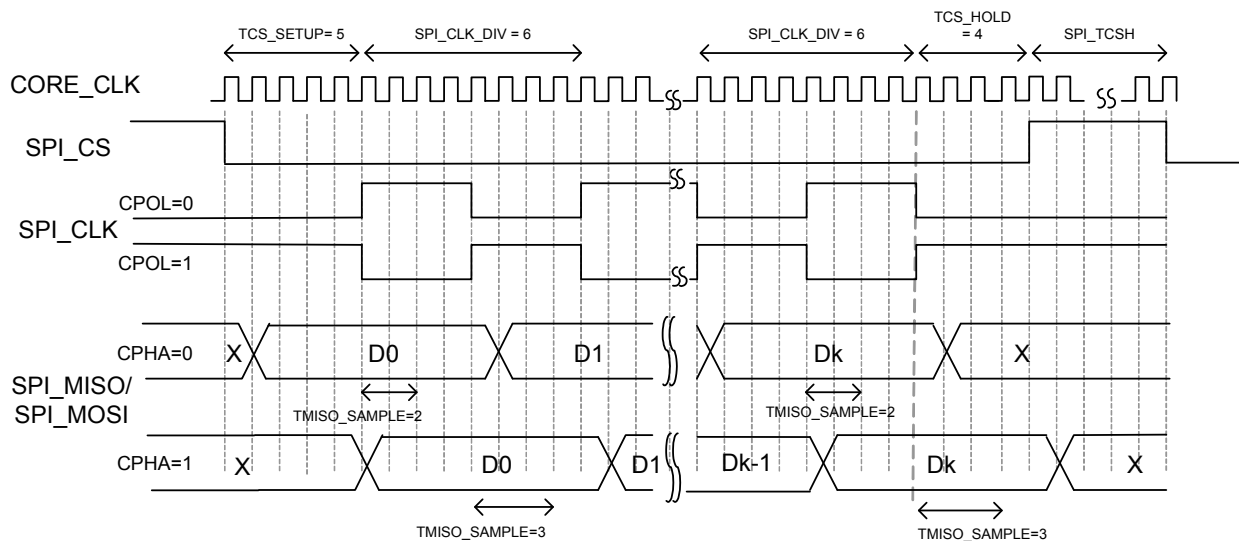 TCS_SETUP= 5
SPI_CLK_DIV = 6
SPI_CLK_DIV = 6
TCS_HOLD
= 4
SPI_TCSH
CORE_CLK
SPI_CS
CPOL=0
SPI_CLK
CPOL=1
CPHA=0
X
D0
D1
Dk
X
SPI_MISO/
SPI_MOSI
TMISO_SAMPLE=2
TMISO_SAMPLE=2
CPHA=1
X
D0
D1
Dk-1
Dk
X
TMISO_SAMPLE=3
TMISO_SAMPLE=3